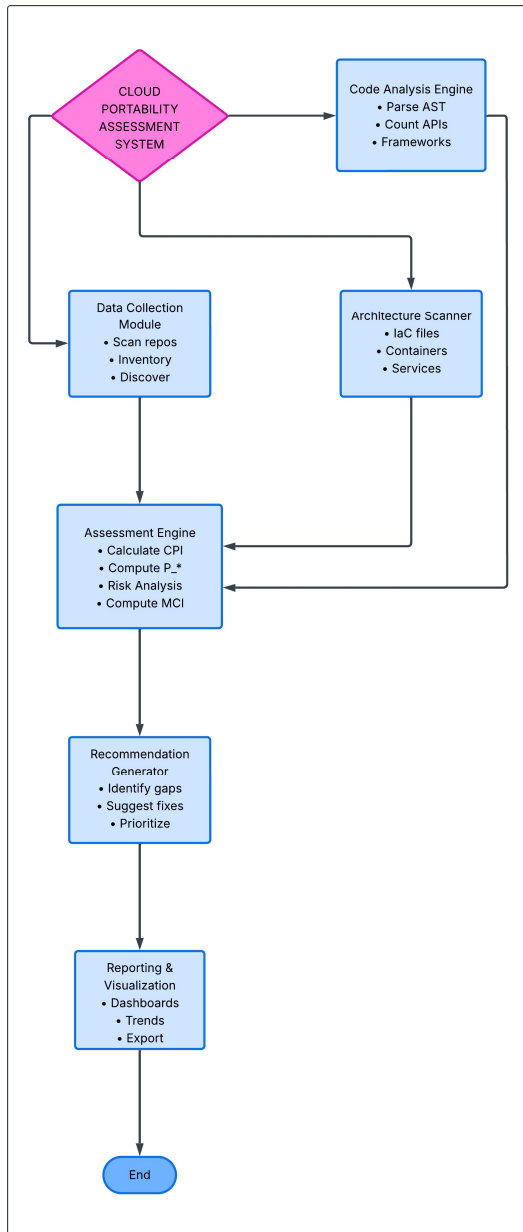 CLOUD
PORTABILITY
ASSESSMENT
SYSTEM
Code Analysis Engine
• Parse AST
• Count APIs
• Frameworks
Data Collection
Module
• Scan repos
• Inventory
• Discover
Architecture Scanner
• IaC files
• Containers
• Services
Assessment Engine
• Calculate CPI
• Compute P_*
• Risk Analysis
• Compute MCI
Recommendation
Generator
• Identify gaps
• Suggest fixes
• Prioritize
Reporting &
Visualization
• Dashboards
• Trends
• Export
End